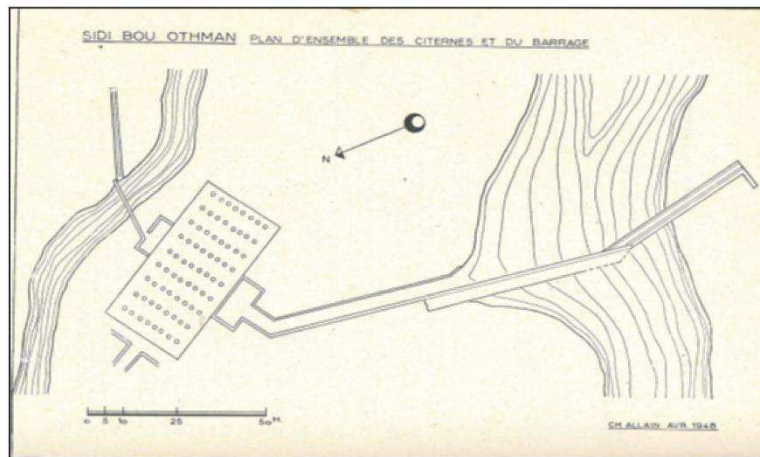 SIDI BOU OTHMAN PLAN D'ENSEMBLE DES CITERNES ET DU BARRAGE
N
0 5 10 25 50 M.
CH ALLAIN AVR. 1948